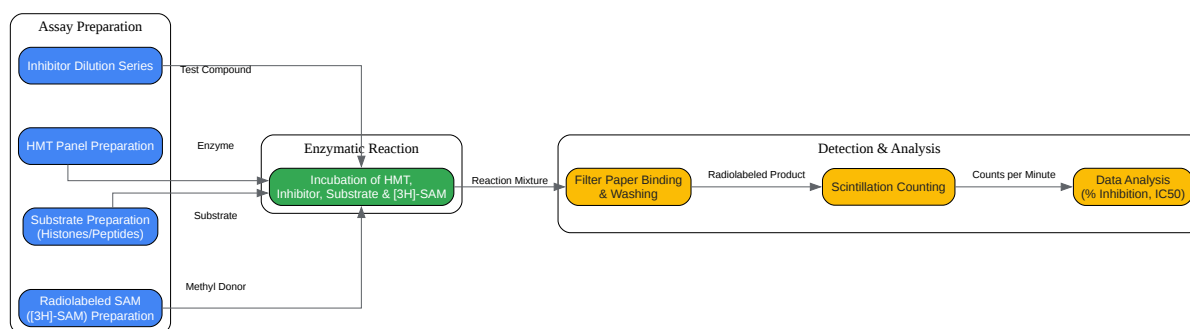 Assay Preparation
Inhibitor Dilution Series
Test Compound
HMT Panel Preparation
Enzyme
Substrate Preparation
(Histones/Peptides)
Substrate
Radiolabeled SAM
([3H]-SAM) Preparation
Methyl Donor
Enzymatic Reaction
Incubation of HMT,
Inhibitor, Substrate & [3H]-SAM
Reaction Mixture
Detection & Analysis
Filter Paper Binding
& Washing
Radiolabeled Product
Scintillation Counting
Counts per Minute
Data Analysis
(% Inhibition, IC50)